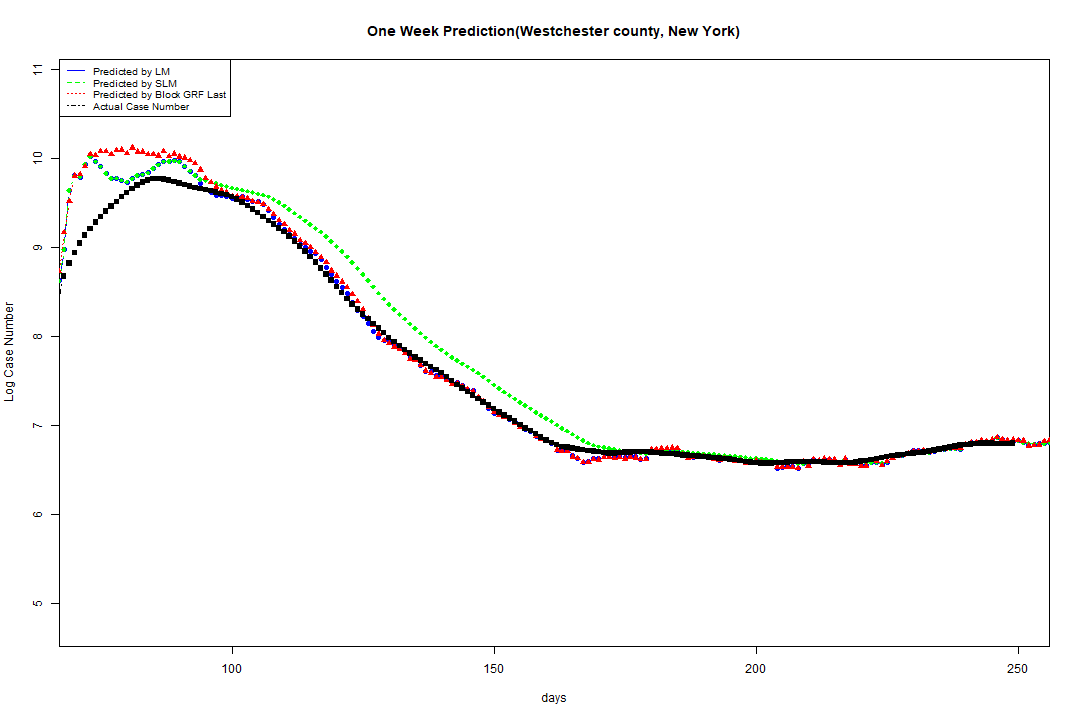 One Week Prediction(Westchester county, New York)
Predicted by LM
Predicted by SLM
Predicted by Block GRF Last
Actual Case Number
11
10
9
8
7
6
5
Log Case Number
100
150
200
250
days